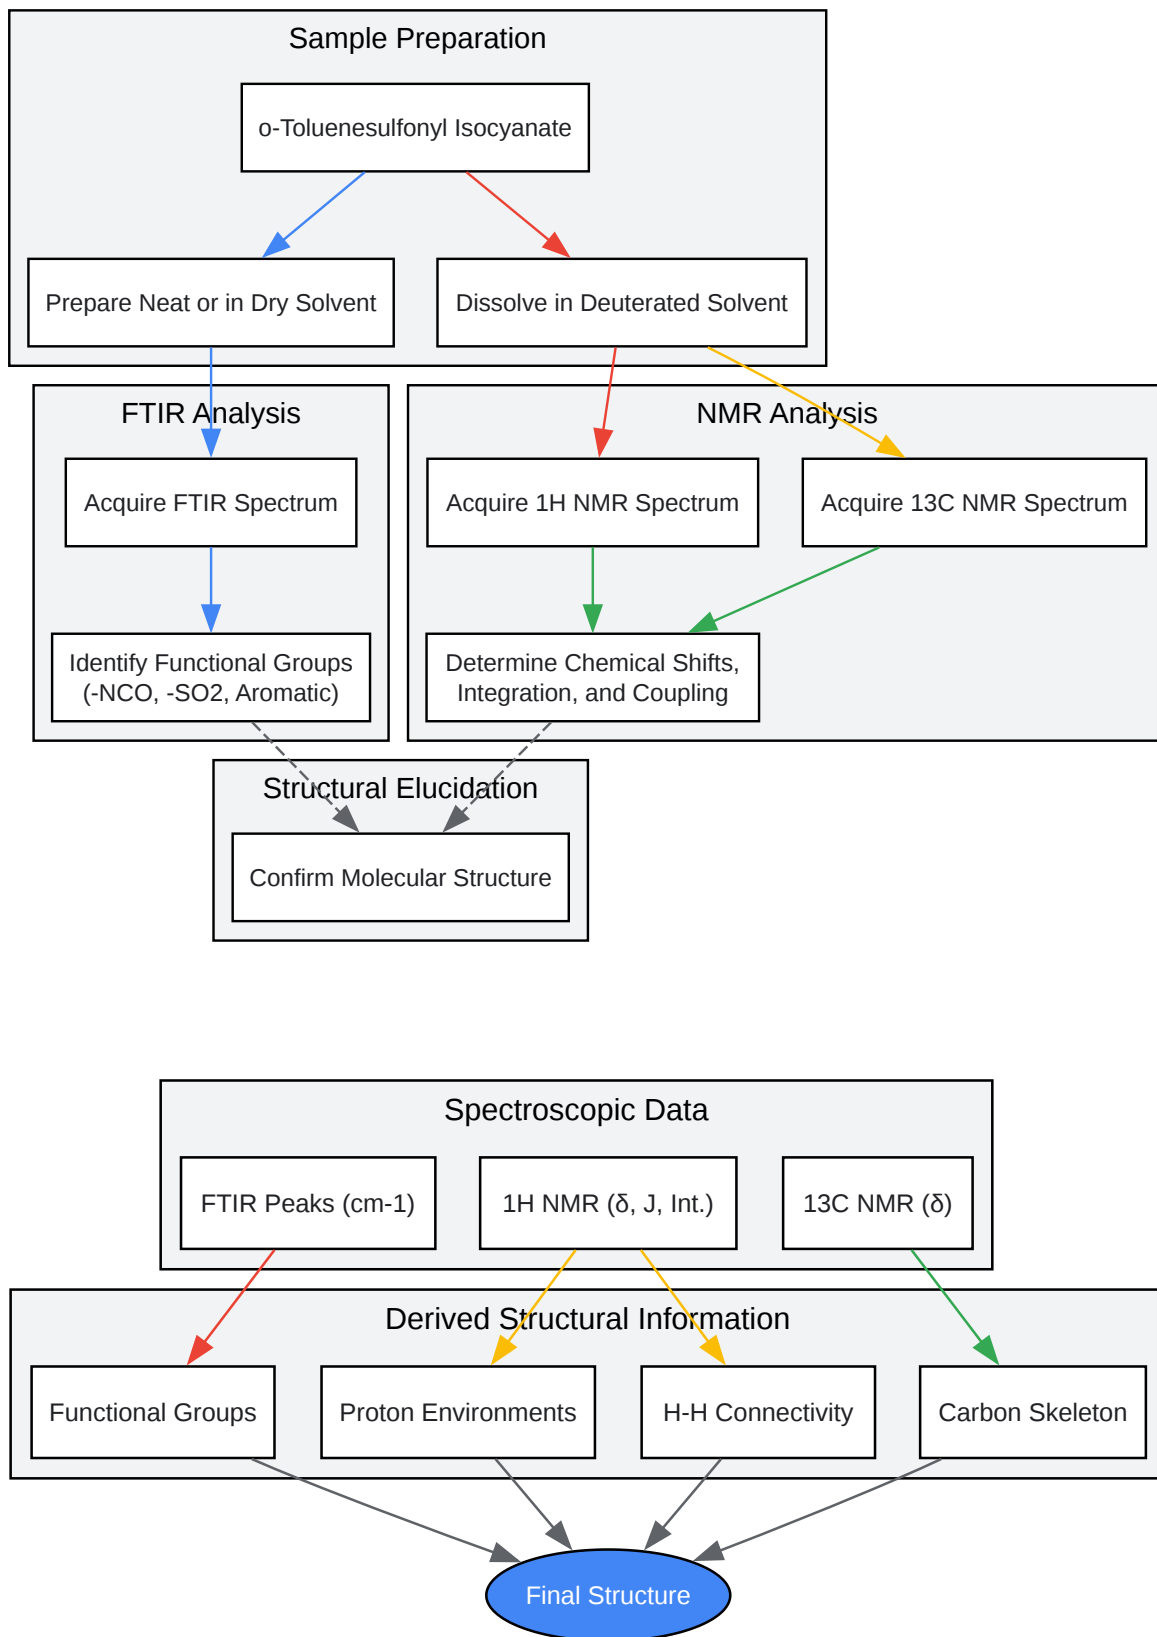 Sample Preparation
o-Toluenesulfonyl Isocyanate
Prepare Neat or in Dry Solvent
Dissolve in Deuterated Solvent
FTIR Analysis
NMR Analysis
Acquire FTIR Spectrum
Acquire 1H NMR Spectrum
Acquire 13C NMR Spectrum
Identify Functional Groups
(-NCO, -SO2, Aromatic)
Determine Chemical Shifts,
Integration, and Coupling
Structural Elucidation
Confirm Molecular Structure
Spectroscopic Data
FTIR Peaks (cm-1)
1H NMR (δ, J, Int.)
13C NMR (δ)
Derived Structural Information
Functional Groups
Proton Environments
H-H Connectivity
Carbon Skeleton
Final Structure